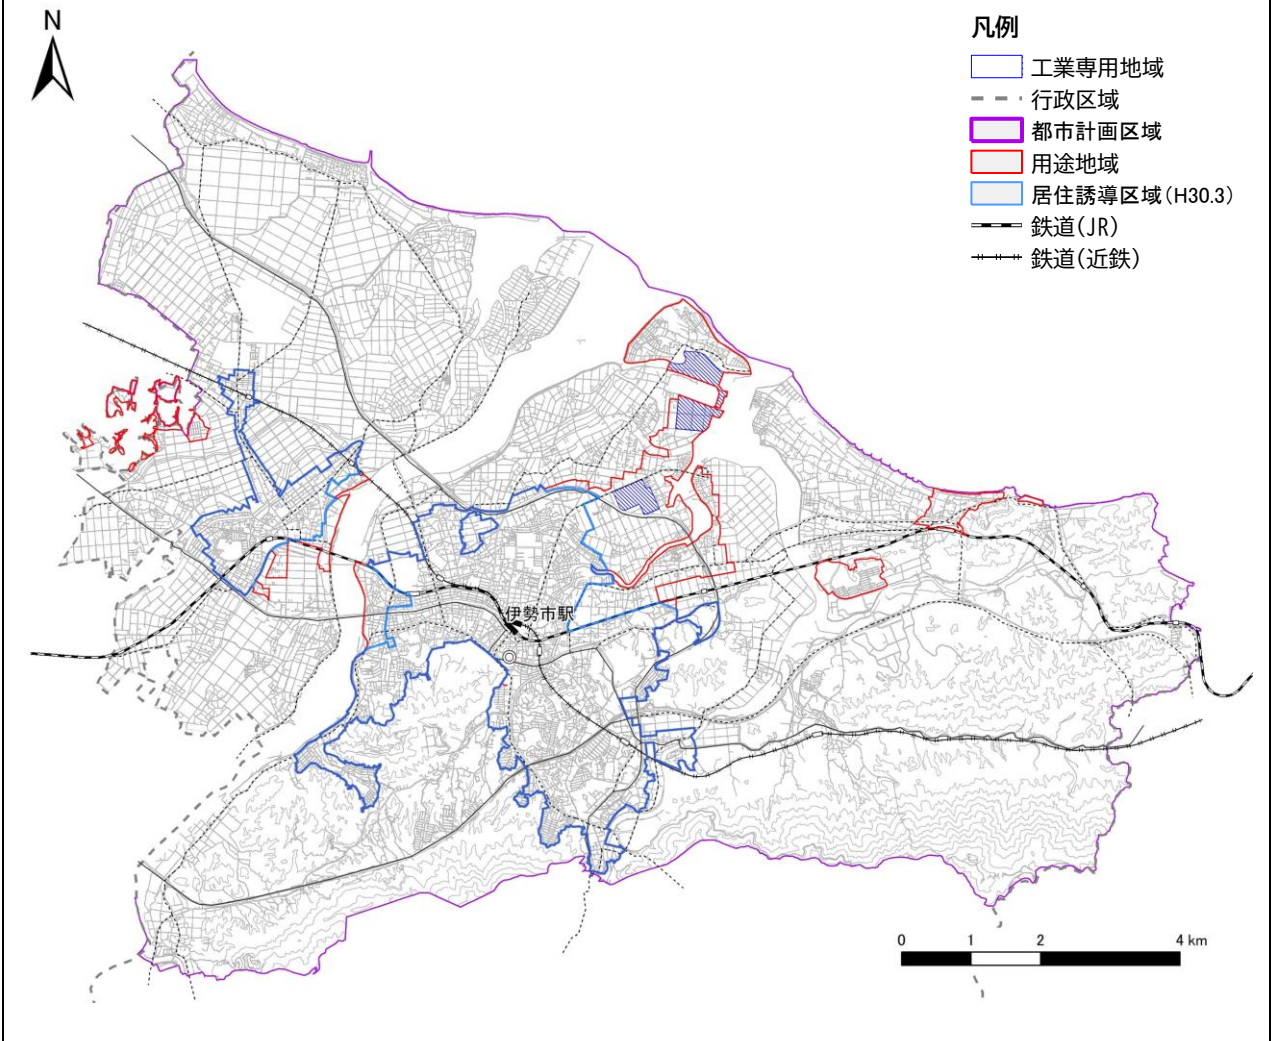 N
凡例
工業専用地域
行政区域
都市計画区域
用途地域
居住誘導区域(H30.3)
鉄道(JR)
鉄道(近鉄)
伊勢市駅
0 1 2 4 km